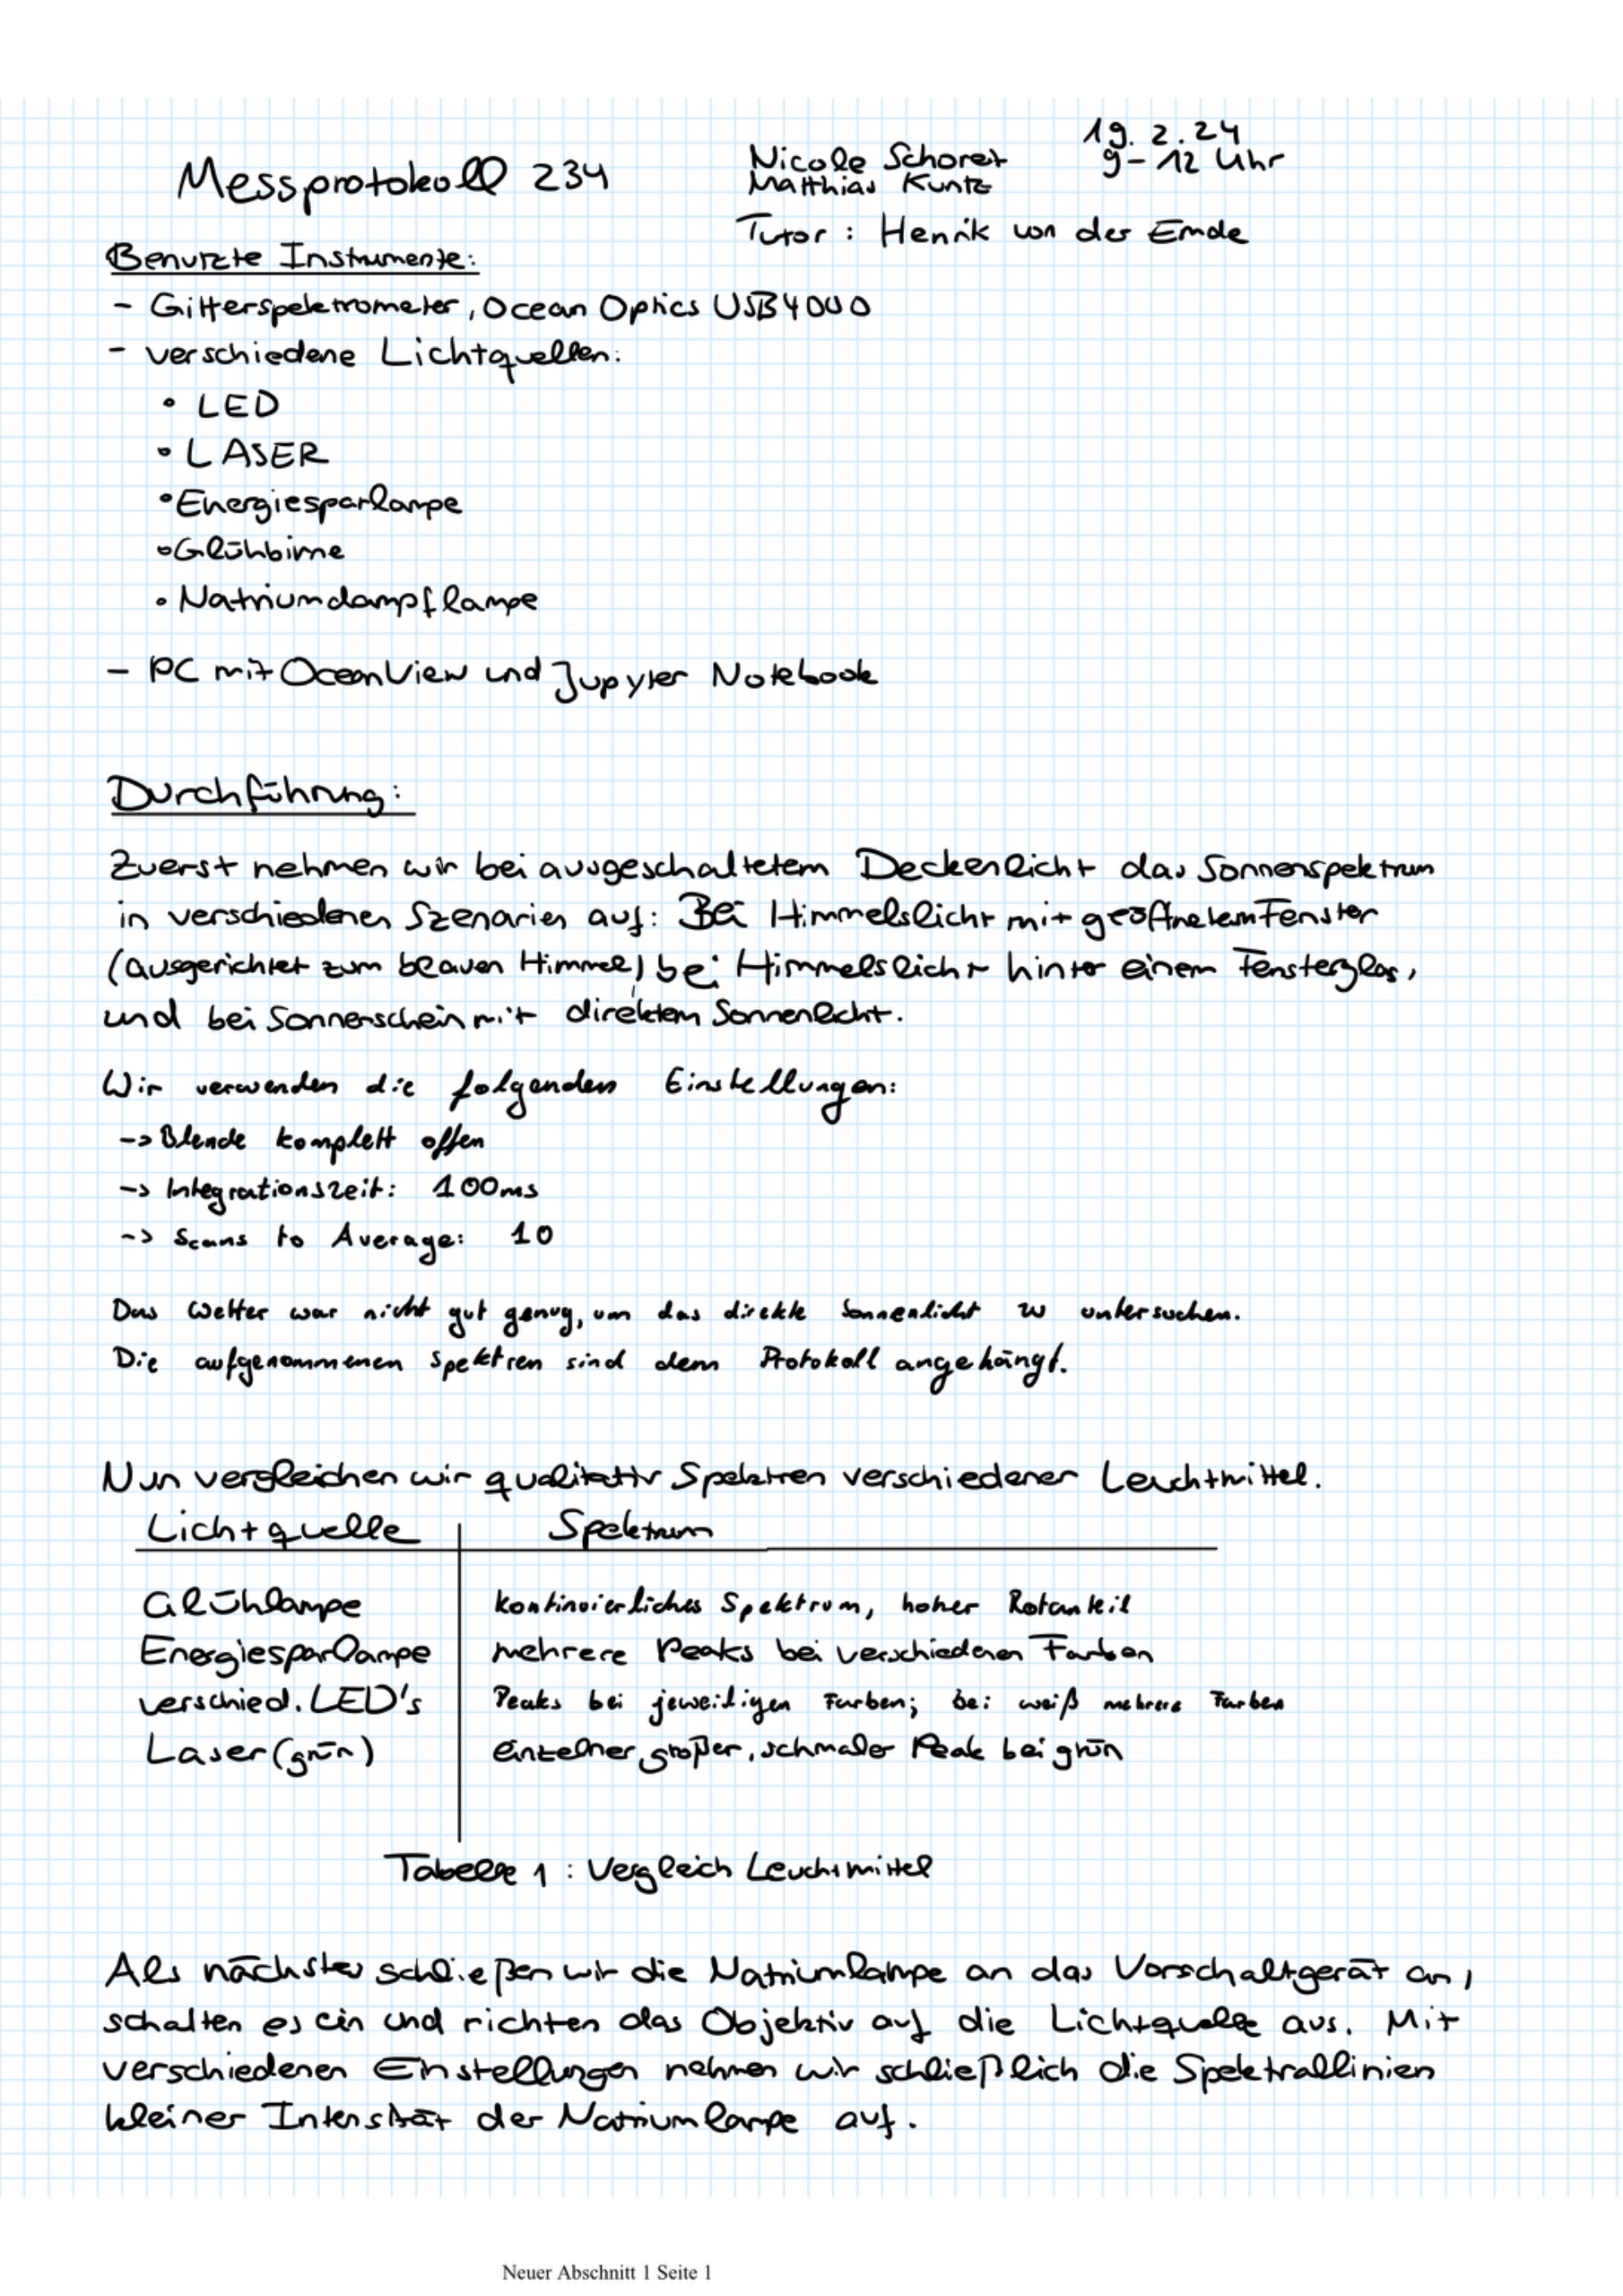 Messprotokoll 234
Nicole Schoreit
Matthias Kuntz
19.2.24
9-12 Uhr
Tutor: Henrik von der Emde
Benutzte Instrumente:
- Gitterspektrometer, Ocean Optics USB4000
- verschiedene Lichtquellen:
• LED
• LASER
• Energiesparlampe
• Glühbirne
• Natriumdampflampe
- PC mit OceanView und Jupyter Notebook
Durchführung:
Zuerst nehmen wir bei ausgeschaltetem Deckenlicht das Sonnenspektrum
in verschiedenen Szenarien auf: Bei Himmelslicht mit geöffnetem Fenster
(ausgerichtet zum blauen Himmel), bei Himmelslicht hinter einem Fensterglas,
und bei Sonnenschein mit direktem Sonnenlicht.
Wir verwenden die folgenden Einstellungen:
-> Blende komplett offen
-> Integrationszeit: 100ms
-> Scans to Average: 10
Das Wetter war nicht gut genug, um das direkte Sonnenlicht zu untersuchen.
Die aufgenommenen Spektren sind dem Protokoll angehängt.
Nun vergleichen wir qualitativ Spektren verschiedener Leuchtmittel.
Lichtquelle Spektrum
Glühlampe kontinuierliches Spektrum, hoher Rotanteil
Energiesparlampe mehrere Peaks bei verschiedenen Farben
verschied. LED's Peaks bei jeweiligen Farben; bei weiß mehrere Farben
Laser (grün) einzelner, großer, schmaler Peak bei grün
Tabelle 1: Vergleich Leuchtmittel
Als nächstes schließen wir die Natriumlampe an das Vorschaltgerät an,
schalten es ein und richten das Objektiv auf die Lichtquelle aus. Mit
verschiedenen Einstellungen nehmen wir schließlich die Spektrallinien
kleiner Intensität der Natriumlampe auf.
Neuer Abschnitt 1 Seite 1